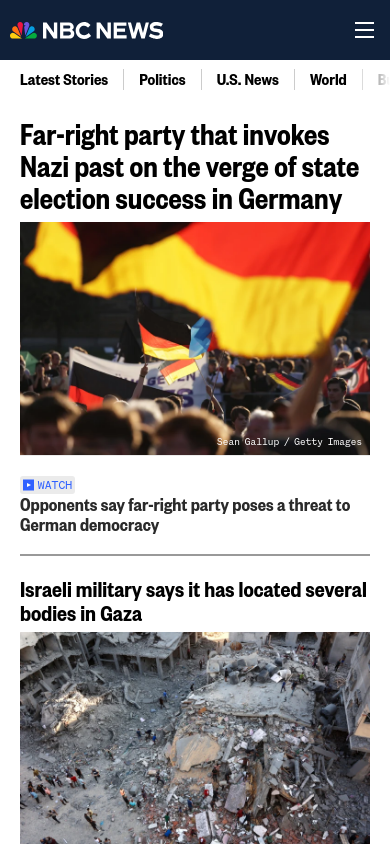 NBC NEWS
Latest Stories
Politics
U.S. News
World
Far-right party that invokes
Nazi past on the verge of state
election success in Germany
GEGEN
Sean Gallup / Getty Images
WATCH
Opponents say far-right party poses a threat to
German democracy
Israeli military says it has located several
bodies in Gaza